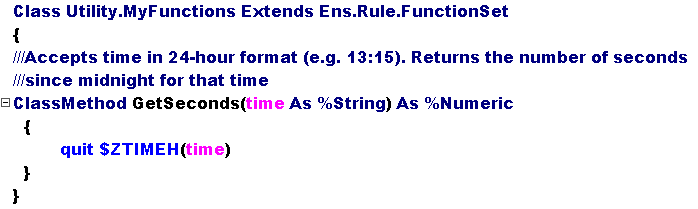 Class Utility.MyFunctions Extends Ens.Rule.FunctionSet
{
///Accepts time in 24-hour format (e.g. 13:15). Returns the number of seconds
///since midnight for that time
ClassMethod GetSeconds(time As %String) As %Numeric
{
quit $ZTIMEH(time)
}
}